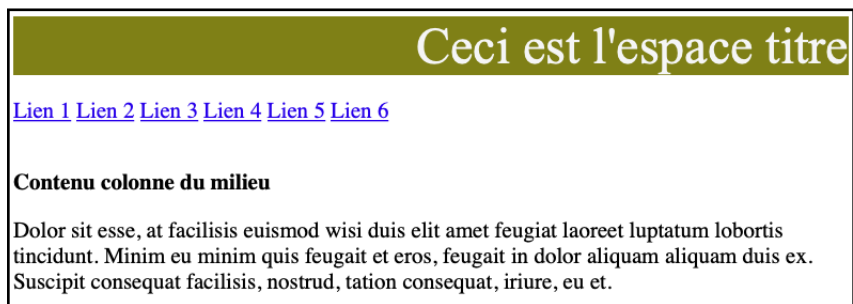 Ceci est l'espace titre
Lien 1 Lien 2 Lien 3 Lien 4 Lien 5 Lien 6
Contenu colonne du milieu
Dolor sit esse, at facilisis euismod wisi duis elit amet feugiat laoreet luptatum lobortis
tincidunt. Minim eu minim quis feugait et eros, feugait in dolor aliquam aliquam duis ex.
Suscipit consequat facilisis, nostrud, tation consequat, iriure, eu et.